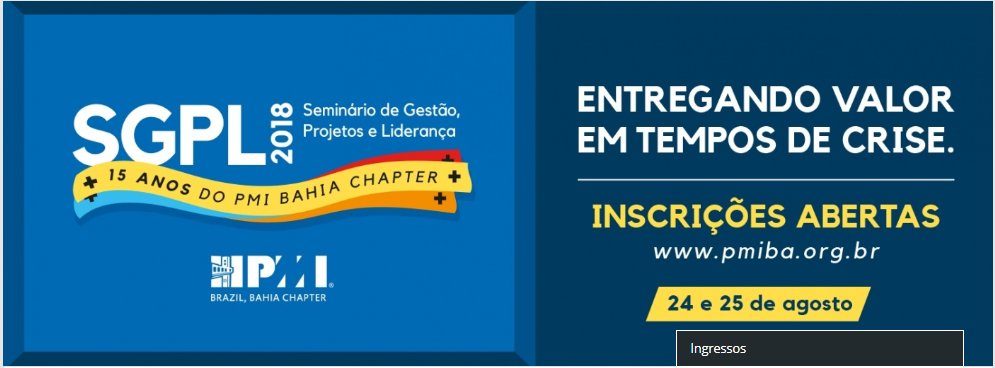 SGPL
2018
Seminário de Gestão,
Projetos e Liderança
15 ANOS DO PMI BAHIA CHAPTER
PMI®
BRAZIL, BAHIA CHAPTER
ENTREGANDO VALOR
EM TEMPOS DE CRISE.
INSCRIÇÕES ABERTAS
www.pmiba.org.br
24 e 25 de agosto
Ingressos